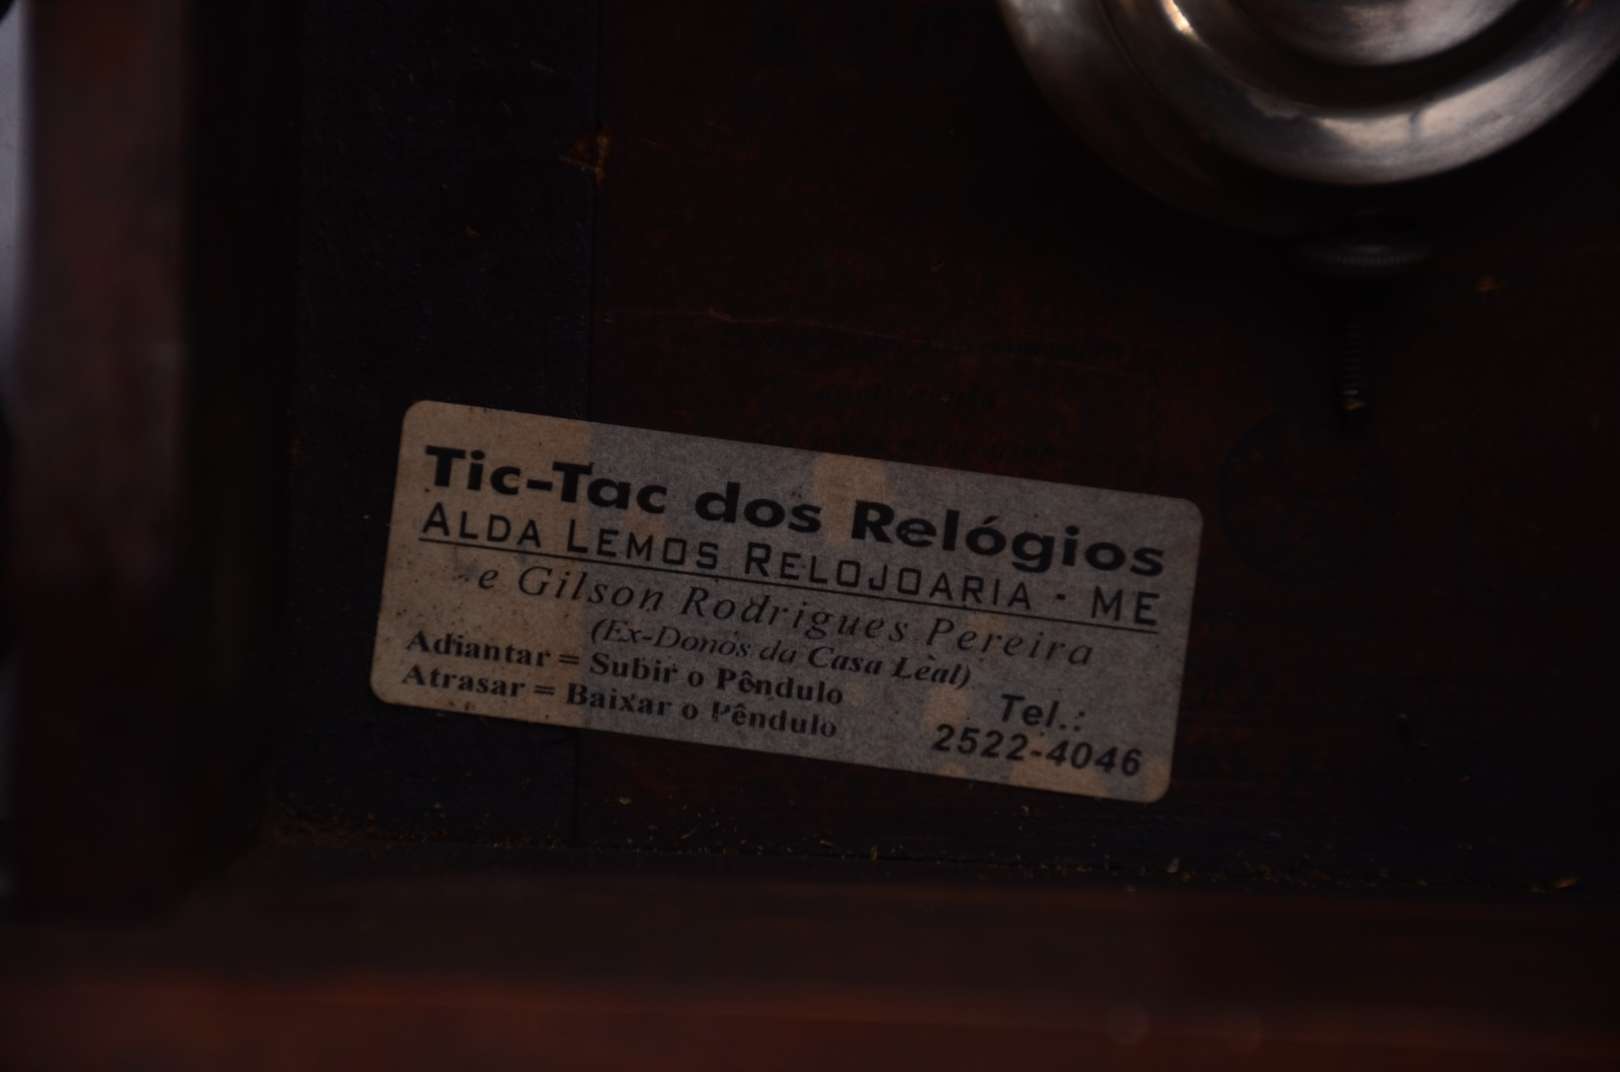 Tic-Tac dos Relógios
ALDA LEMOS RELOJOARIA - ME
e Gilson Rodrigues Pereira
(Ex-Donos da Casa Leal)
Adiantar = Subir o Pêndulo
Atrasar = Baixar o Pêndulo
Tel.:
2522-4046